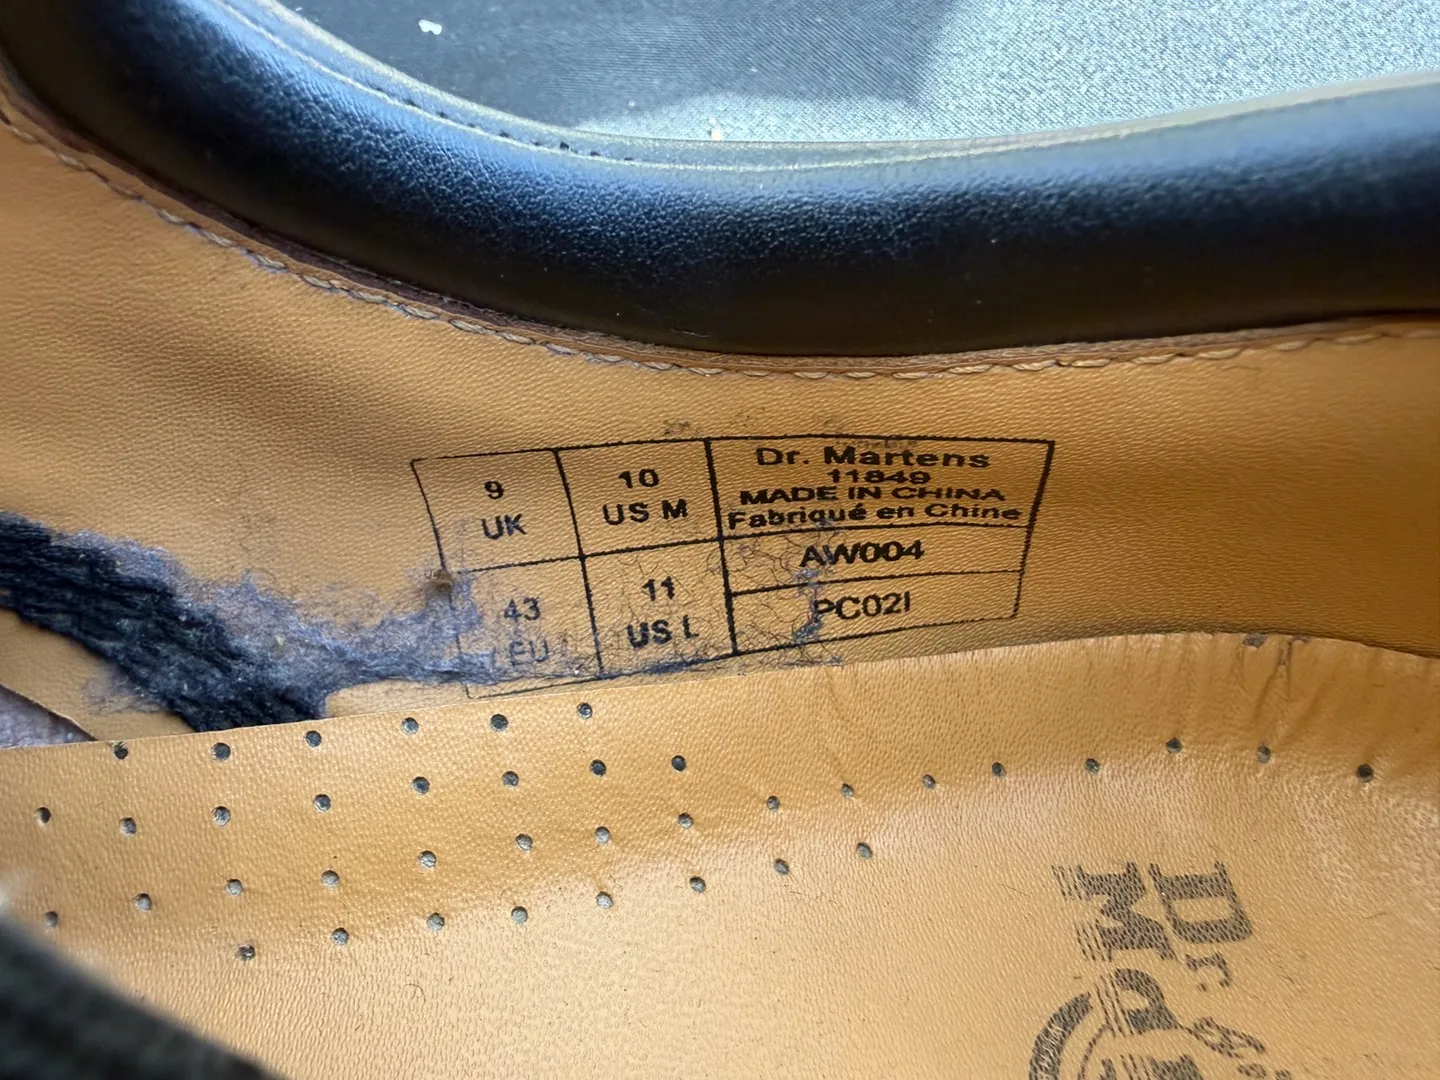 9
UK
10
US M
43
EU
11
US L
Dr. Martens
11849
MADE IN CHINA
Fabriqué en Chine
AW004
PC02I
Dr.
M